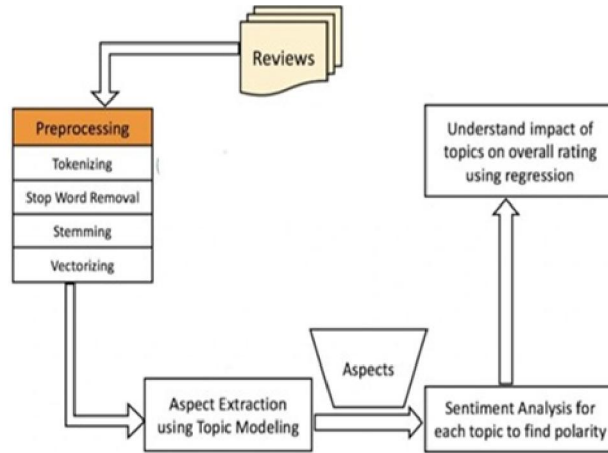 Reviews
Preprocessing
Tokenizing
Stop Word Removal
Stemming
Vectorizing
Understand impact of
topics on overall rating
using regression
Aspects
Aspect Extraction
using Topic Modeling
Sentiment Analysis for
each topic to find polarity